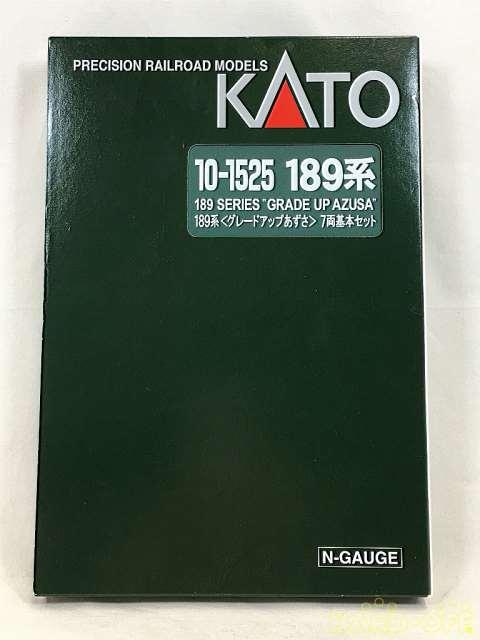 PRECISION RAILROAD MODELS
KATO
10-1525 189系
189 SERIES "GRADE UP AZUSA"
189系<グレードアップあずさ> 7両基本セット
N-GAUGE